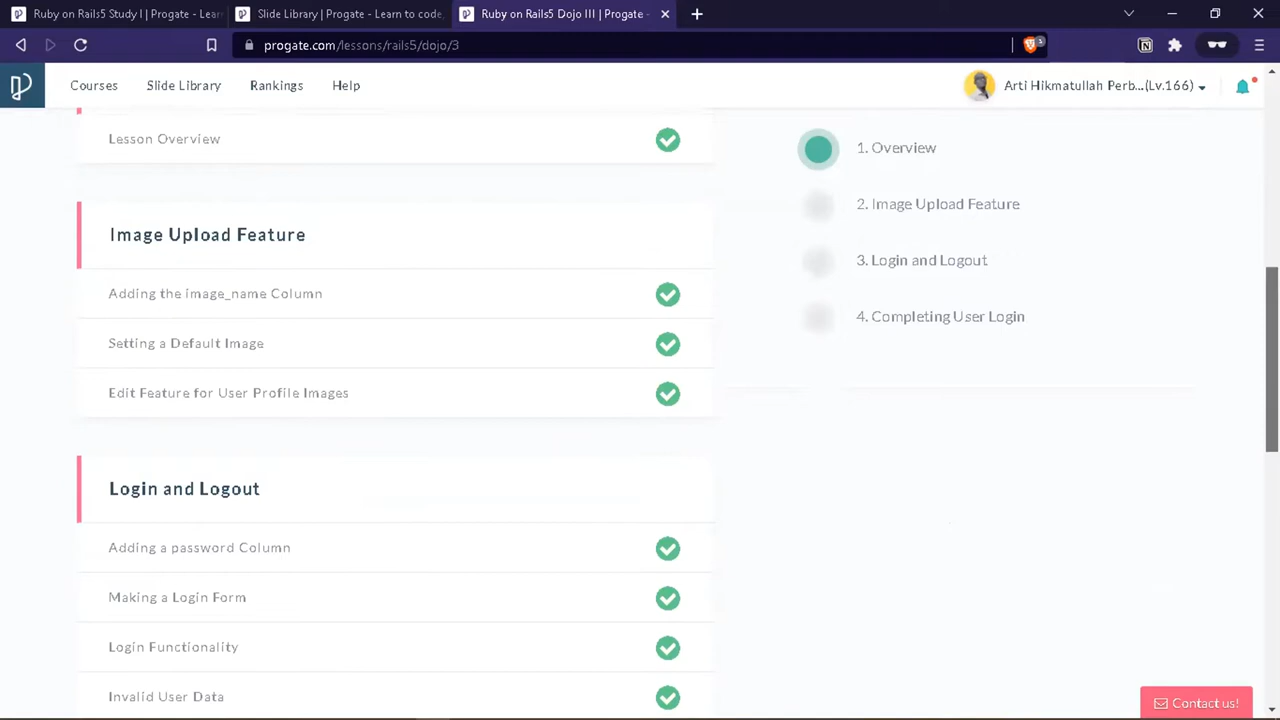 Ruby on Rails5 Study I | Progate - Learn
Slide Library | Progate - Learn to code,
Ruby on Rails5 Dojo III | Progate -
progate.com/lessons/rails5/dojo/3
Courses
Slide Library
Rankings
Help
Arti Hikmatullah Perb...(Lv.166)
Lesson Overview
Image Upload Feature
Adding the image_name Column
Setting a Default Image
Edit Feature for User Profile Images
Login and Logout
Adding a password Column
Making a Login Form
Login Functionality
Invalid User Data
1. Overview
2. Image Upload Feature
3. Login and Logout
4. Completing User Login
Contact us!